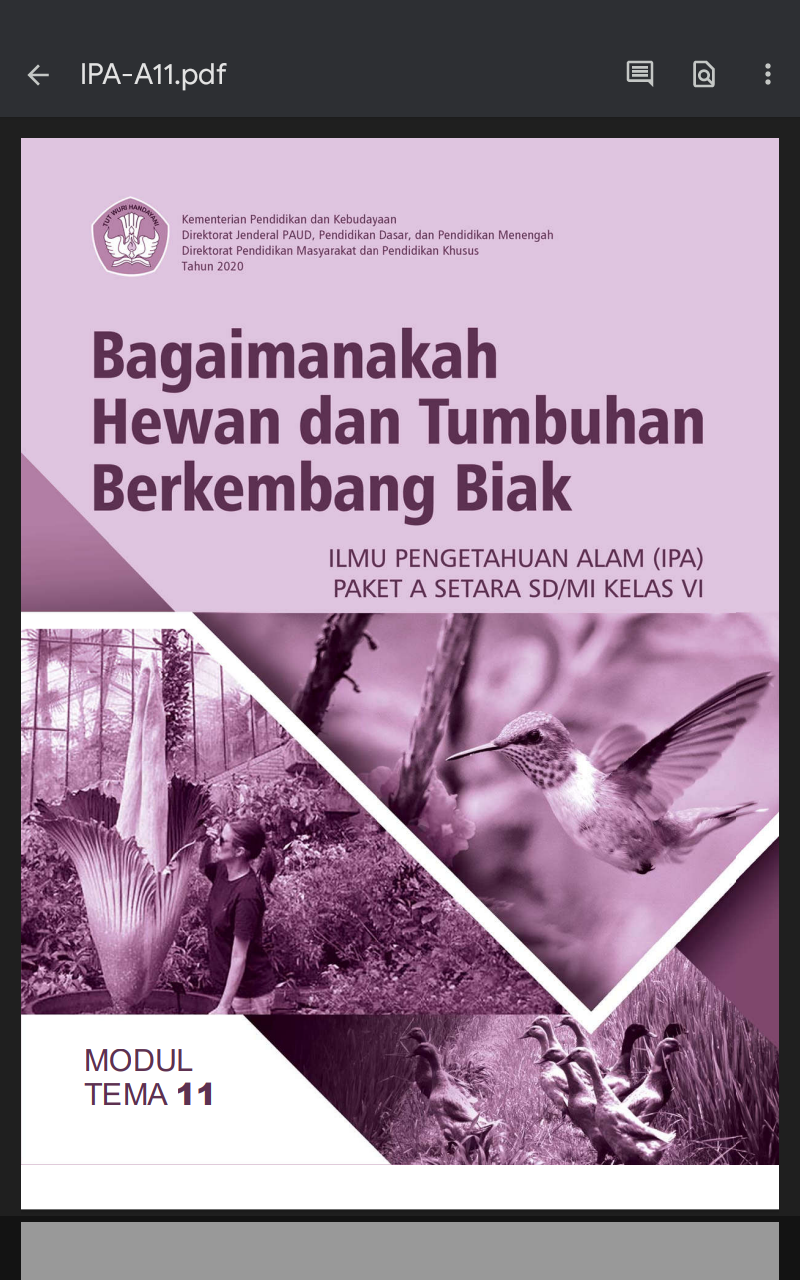 IPA-A11.pdf
TUT WURI HANDAYANI
Kementerian Pendidikan dan Kebudayaan
Direktorat Jenderal PAUD, Pendidikan Dasar, dan Pendidikan Menengah
Direktorat Pendidikan Masyarakat dan Pendidikan Khusus
Tahun 2020
Bagaimanakah
Hewan dan Tumbuhan
Berkembang Biak
ILMU PENGETAHUAN ALAM (IPA)
PAKET A SETARA SD/MI KELAS VI
MODUL
TEMA 11